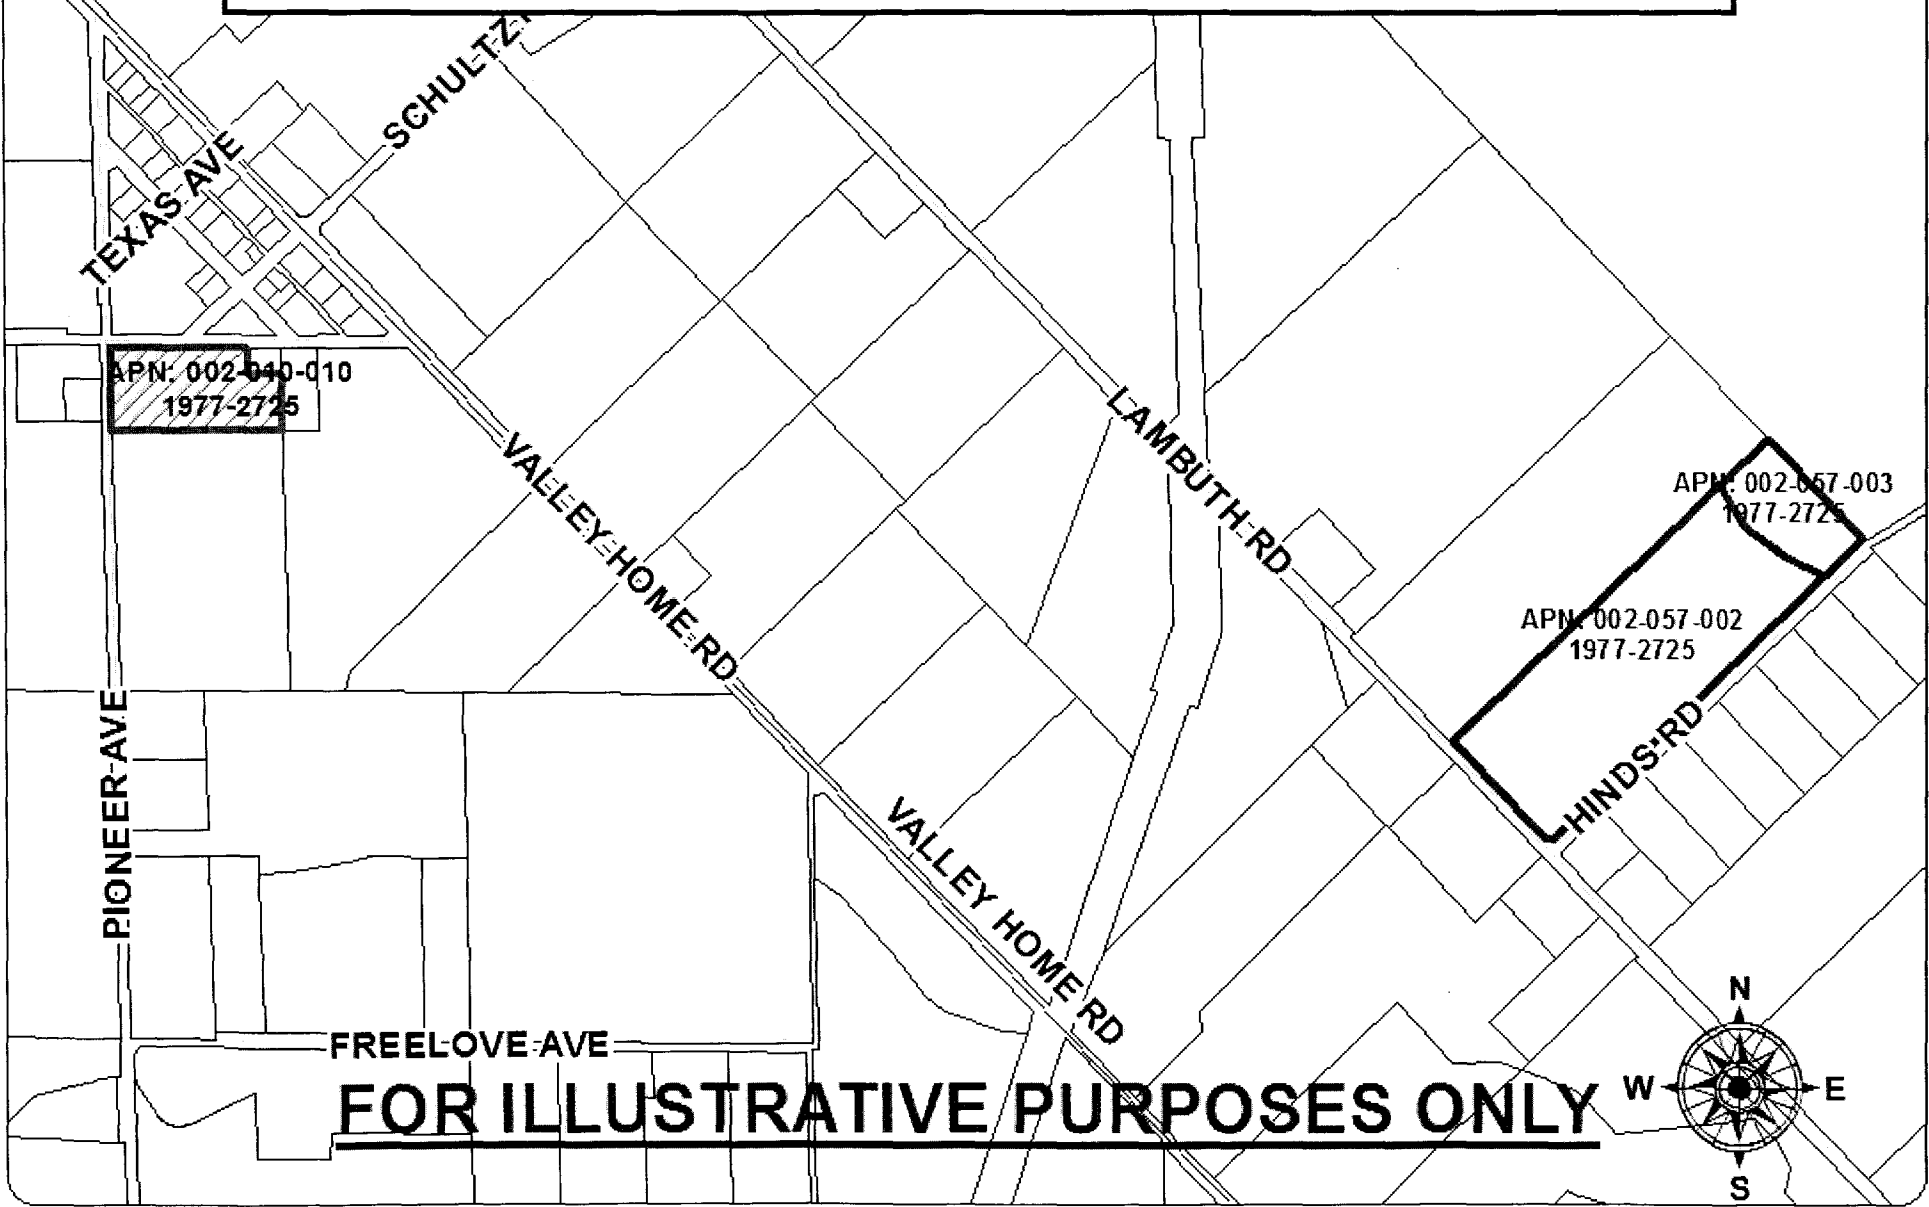 SCHULTZ
TEXAS AVE
APN: 002-010-010
1977-2725
LAMBUTH RD
VALLEY HOME RD
APN: 002-057-003
1977-2725
APN: 002-057-002
1977-2725
PIONEER AVE
HINDS RD
VALLEY HOME RD
FREELOVE AVE
FOR ILLUSTRATIVE PURPOSES ONLY
N
W
E
S